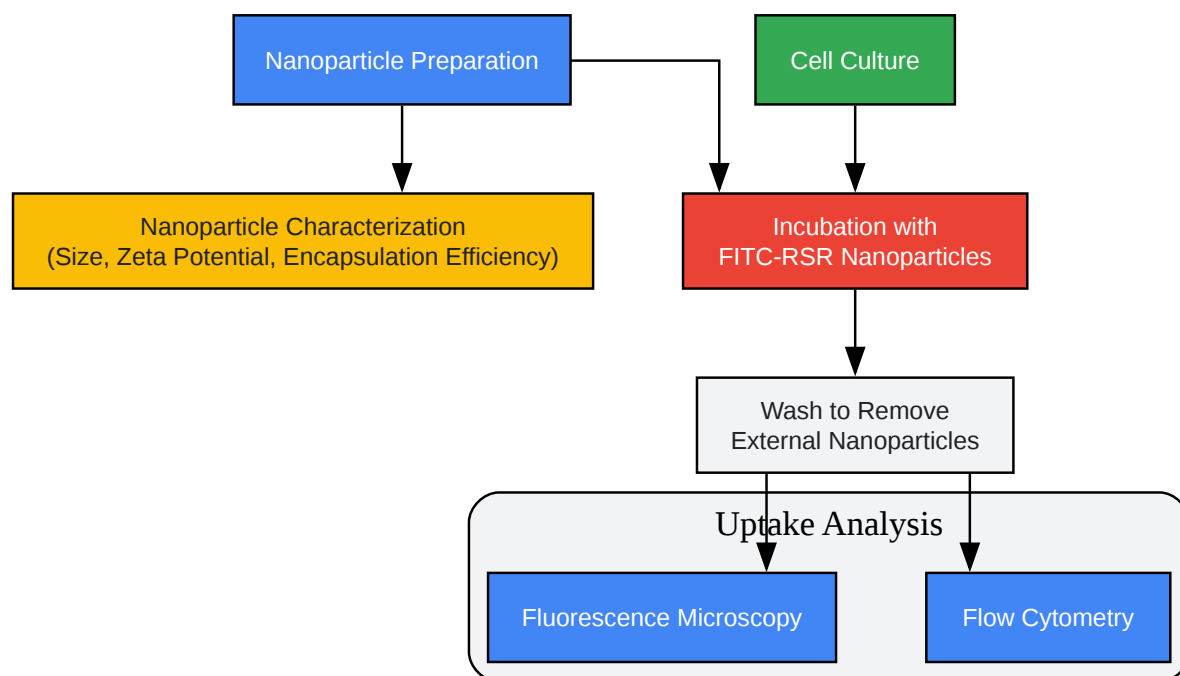 Nanoparticle Preparation
Cell Culture
Nanoparticle Characterization
(Size, Zeta Potential, Encapsulation Efficiency)
Incubation with
FITC-RSR Nanoparticles
Wash to Remove
External Nanoparticles
Uptake Analysis
Fluorescence Microscopy
Flow Cytometry